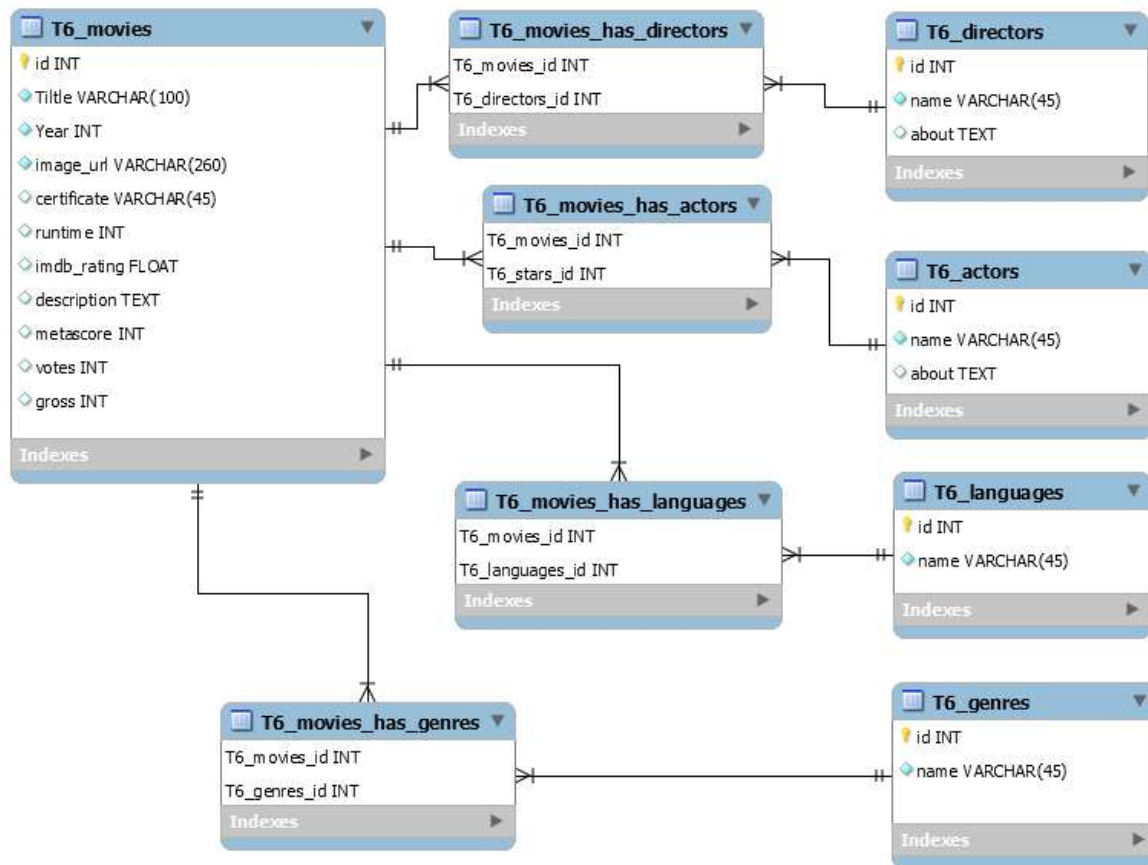 T6_movies
id INT
Tiltle VARCHAR(100)
Year INT
image_url VARCHAR(260)
certificate VARCHAR(45)
runtime INT
imdb_rating FLOAT
description TEXT
metascore INT
votes INT
gross INT
Indexes
T6_movies_has_directors
T6_movies_id INT
T6_directors_id INT
Indexes
T6_directors
id INT
name VARCHAR(45)
about TEXT
Indexes
T6_movies_has_actors
T6_movies_id INT
T6_stars_id INT
Indexes
T6_actors
id INT
name VARCHAR(45)
about TEXT
Indexes
T6_movies_has_languages
T6_movies_id INT
T6_languages_id INT
Indexes
T6_languages
id INT
name VARCHAR(45)
Indexes
T6_movies_has_genres
T6_movies_id INT
T6_genres_id INT
Indexes
T6_genres
id INT
name VARCHAR(45)
Indexes